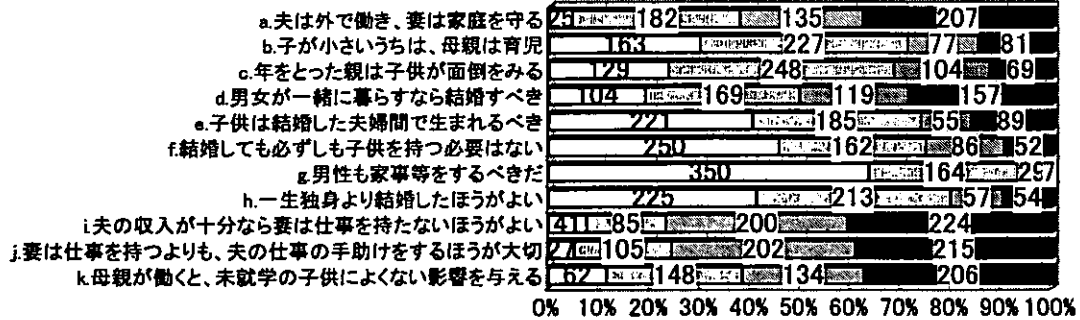 a.夫は外で働き、妻は家庭を守る 25 182 135 207
b.子が小さいうちは、母親は育児 163 227 77 81
c.年をとった親は子供が面倒をみる 129 248 104 69
d.男女が一緒に暮らすなら結婚すべき 104 169 119 157
e.子供は結婚した夫婦間で生まれるべき 221 185 55 89
f.結婚しても必ずしも子供を持つ必要はない 250 162 86 52
g.男性も家事等をするべきだ 350 164 29 7
h.一生独身より結婚したほうがよい 225 213 57 54
i.夫の収入が十分なら妻は仕事を持たないほうがよい 41 85 200 224
j.妻は仕事を持つよりも、夫の仕事の手助けをするほうが大切 27 105 202 215
k.母親が働くと、未就学の子供によくない影響を与える 62 148 134 206
0% 10% 20% 30% 40% 50% 60% 70% 80% 90% 100%